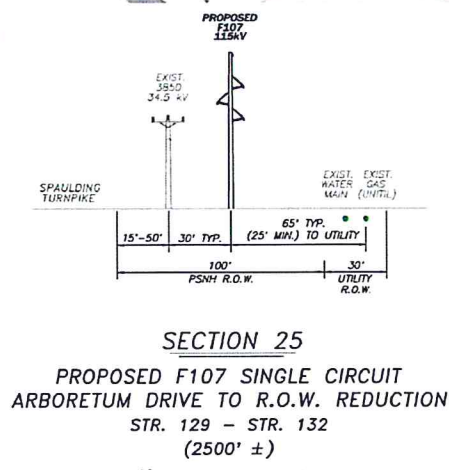 PROPOSED
F107
115kV
EXIST.
3850
34.5 kV
SPAULDING
TURNPIKE
EXIST.
WATER
MAIN
EXIST.
GAS
(UNITIL)
15'-50'
30' TYP.
65' TYP.
(25' MIN.) TO UTILITY
100'
PSNH R.O.W.
30'
UTILITY
R.O.W.
SECTION 25
PROPOSED F107 SINGLE CIRCUIT
ARBORETUM DRIVE TO R.O.W. REDUCTION
STR. 129 - STR. 132
(2500' ±)